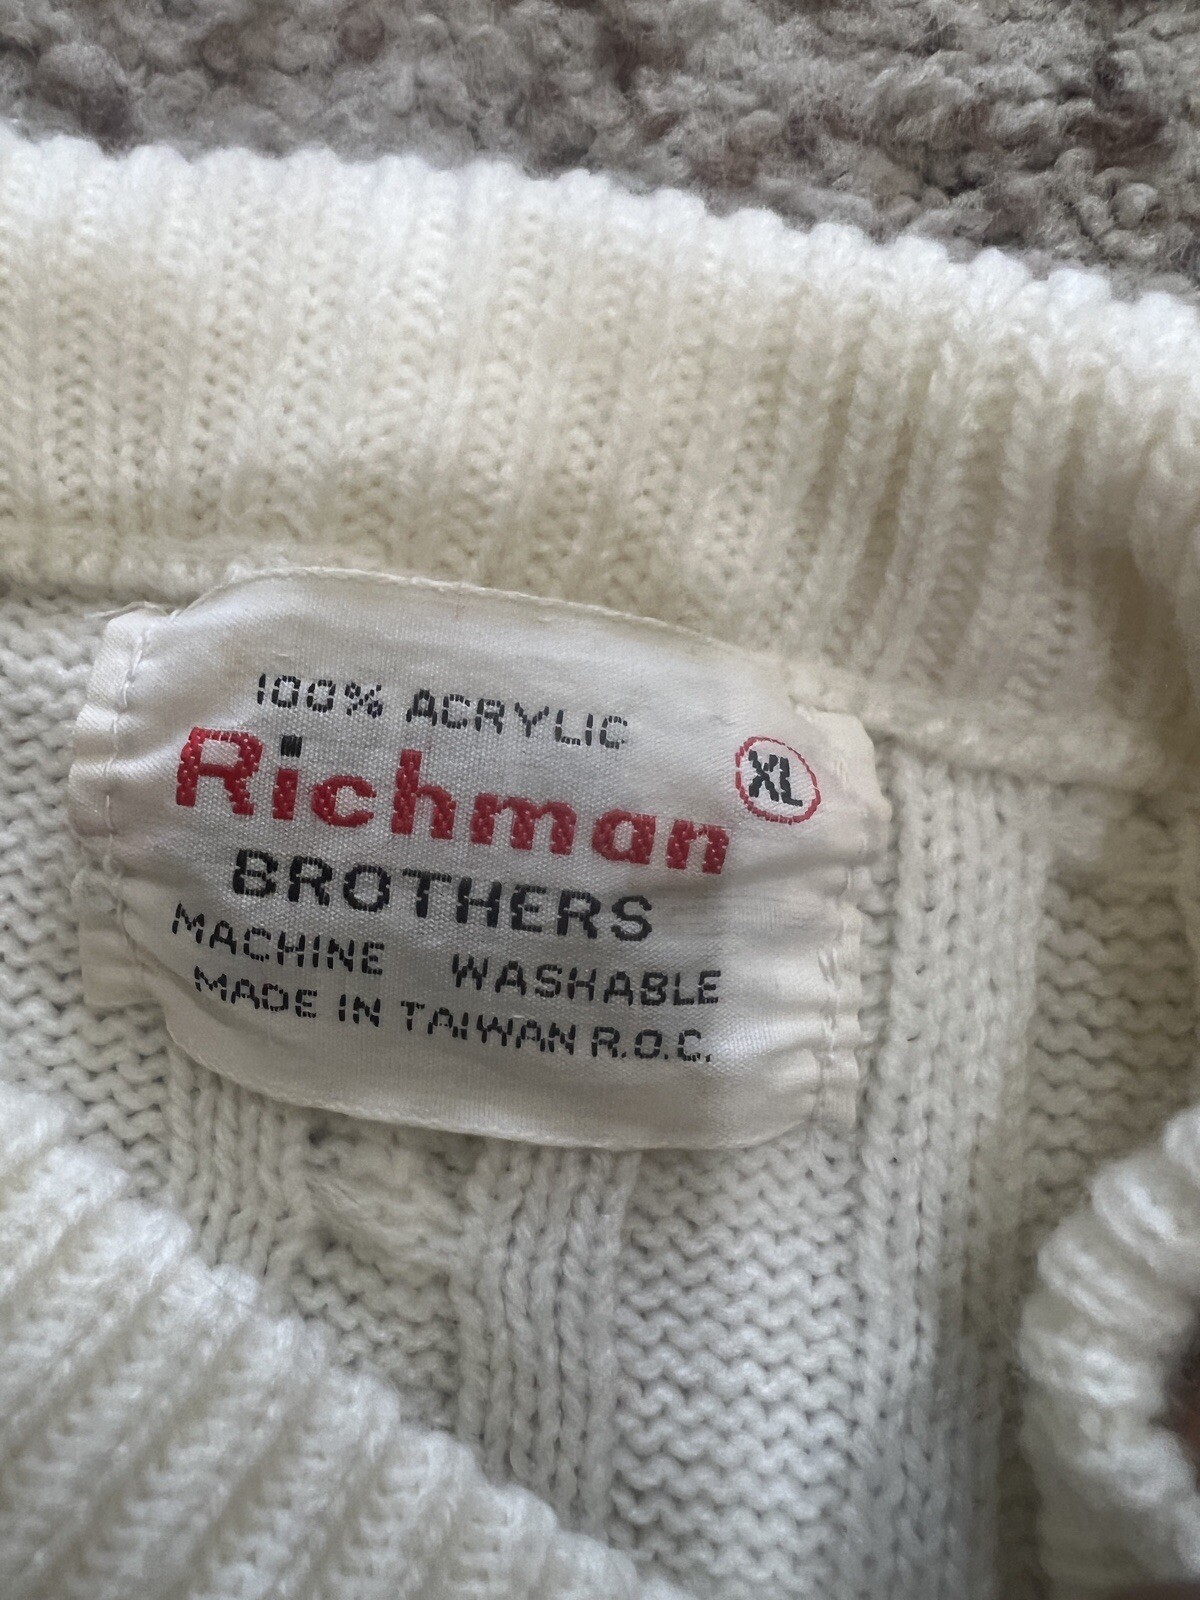 100% ACRYLIC
Richman
XL
BROTHERS
MACHINE WASHABLE
MADE IN TAIWAN R.O.C.